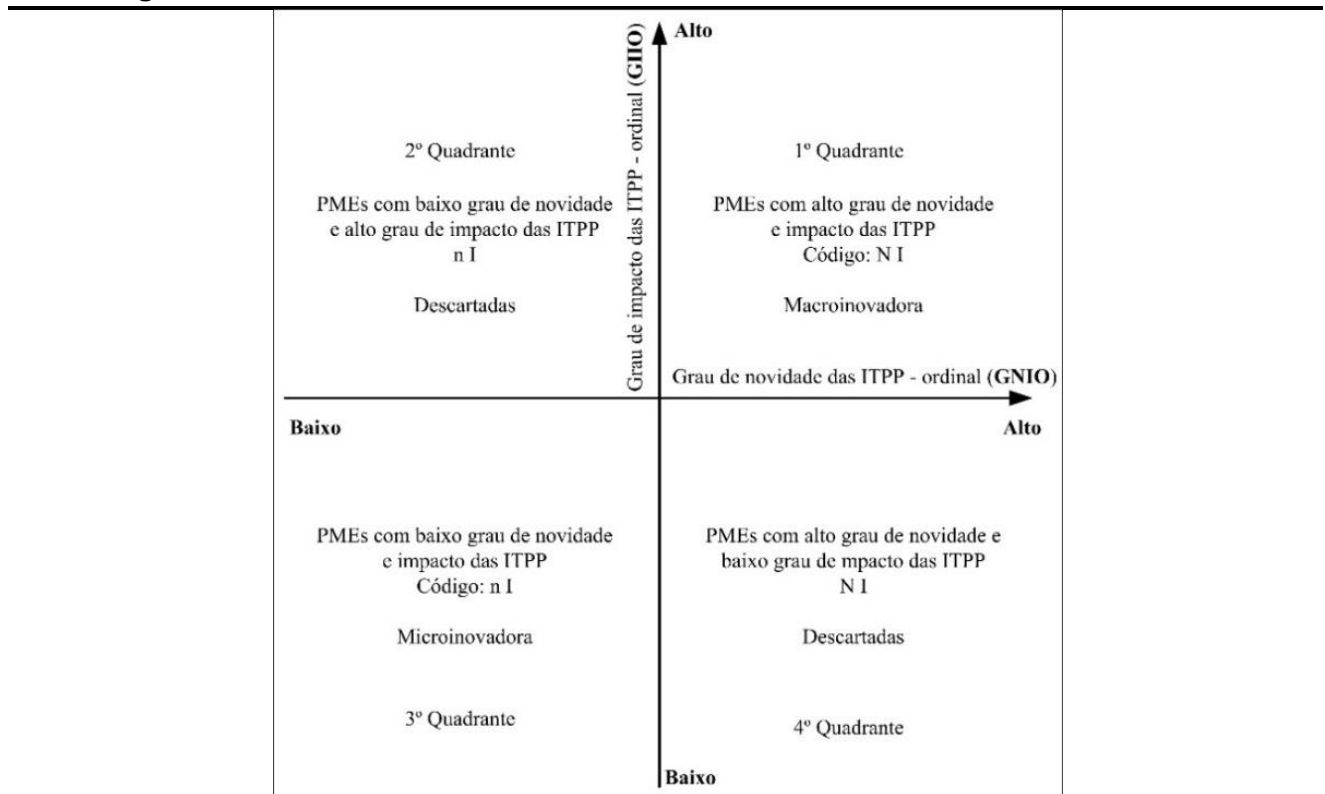 Alto
Grau de impacto das ITPP - ordinal (GIIO)
2º Quadrante
PMEs com baixo grau de novidade
e alto grau de impacto das ITPP
n I
Descartadas
1º Quadrante
PMEs com alto grau de novidade
e impacto das ITPP
Código: N I
Macroinovadora
Grau de novidade das ITPP - ordinal (GNIO)
Baixo
Alto
PMEs com baixo grau de novidade
e impacto das ITPP
Código: n I
Microinovadora
3º Quadrante
PMEs com alto grau de novidade e
baixo grau de mpacto das ITPP
N I
Descartadas
4º Quadrante
Baixo